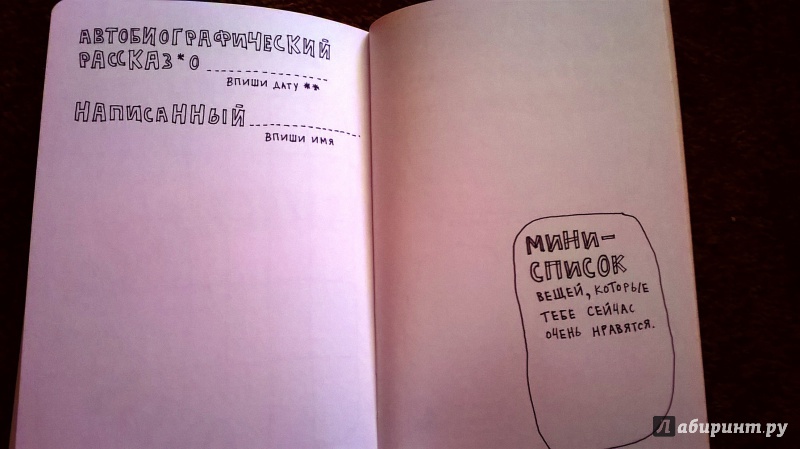 АВТОБИОГРАФИЧЕСКИЙ
РАССКАЗ*О
ВПИШИ ДАТУ **
НАПИСАННЫЙ
ВПИШИ ИМЯ
МИНИ-
СПИСОК
ВЕЩЕЙ, КОТОРЫЕ
ТЕБЕ СЕЙЧАС
ОЧЕНЬ НРАВЯТСЯ.
Лабиринт.ру